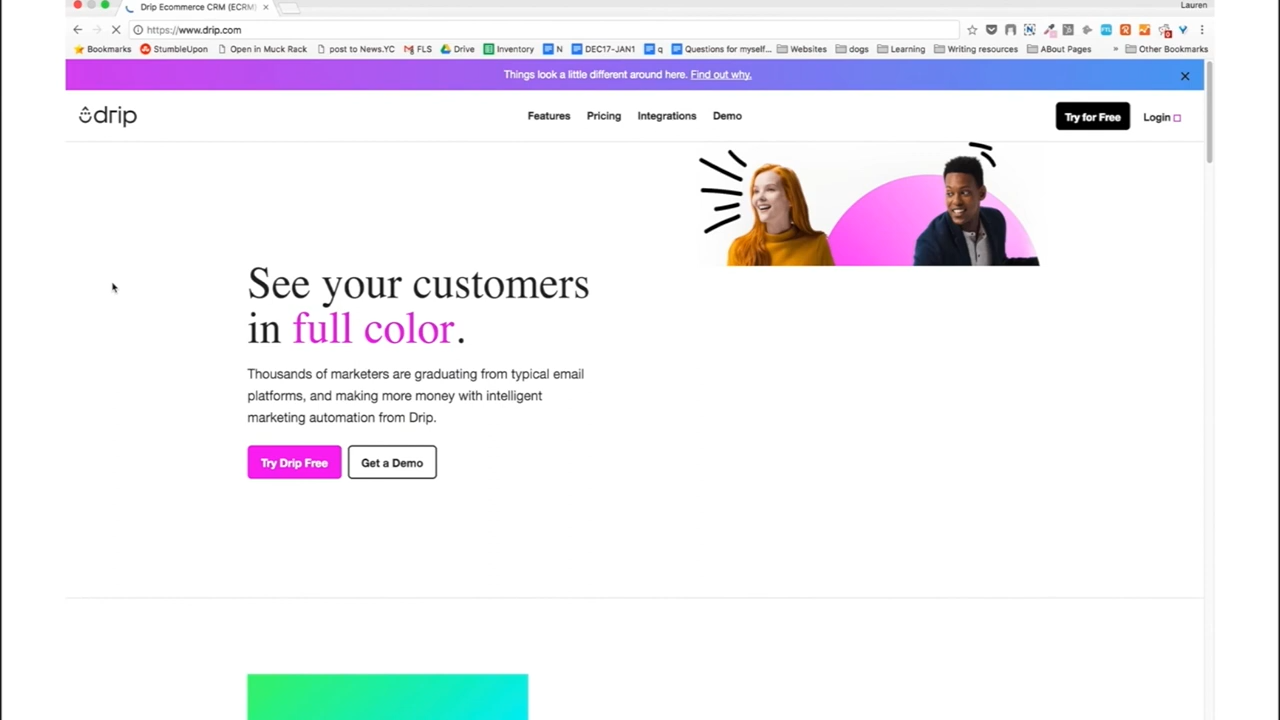 Drip Ecommerce CRM (ECRM)
Lauren
https://www.drip.com
Bookmarks StumbleUpon Open in Muck Rack post to News.YC FLS Drive Inventory N DEC17-JAN1 q Questions for myself... Websites dogs Learning Writing resources ABout Pages » Other Bookmarks
Things look a little different around here. Find out why.
drip Features Pricing Integrations Demo Try for Free Login
See your customers
in full color.
Thousands of marketers are graduating from typical email
platforms, and making more money with intelligent
marketing automation from Drip.
Try Drip Free Get a Demo